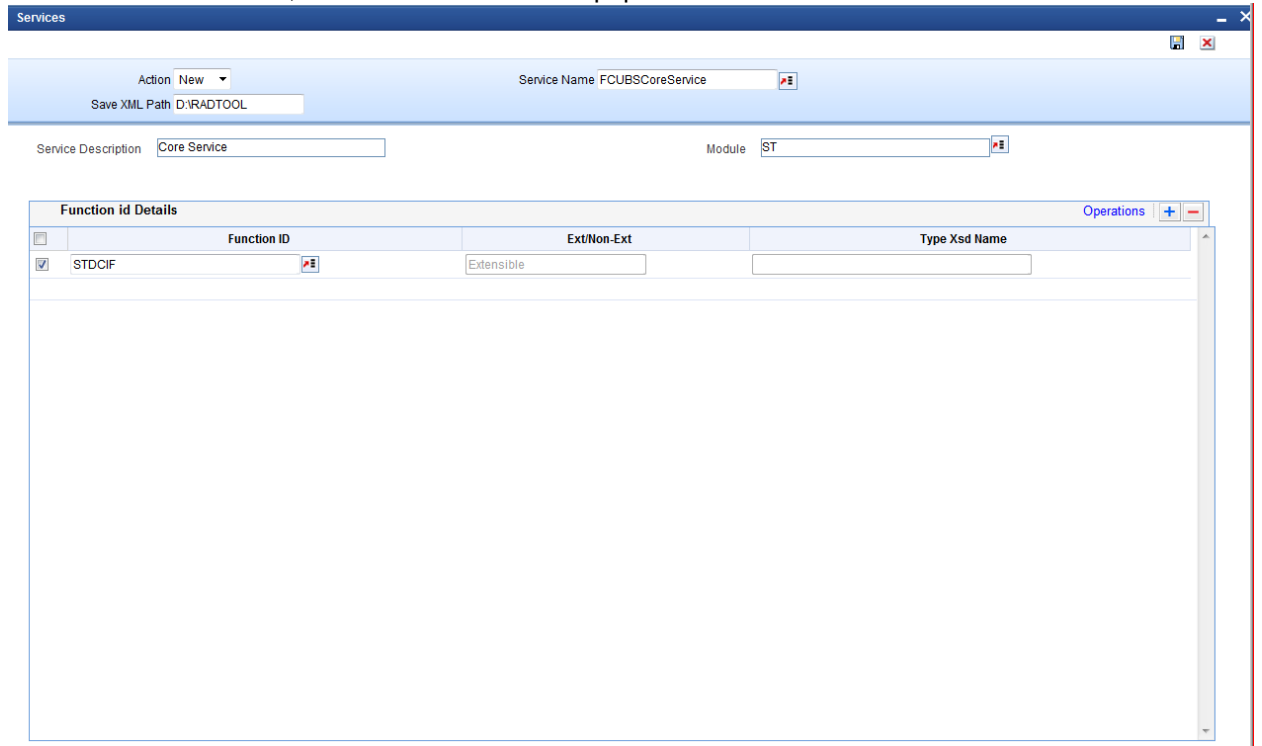 Services
Action New
Service Name FCUBSCoreService
Save XML Path D:\RADTOOL
Service Description Core Service
Module ST
Function id Details
Operations
Function ID Ext/Non-Ext Type Xsd Name
STDCIF Extensible